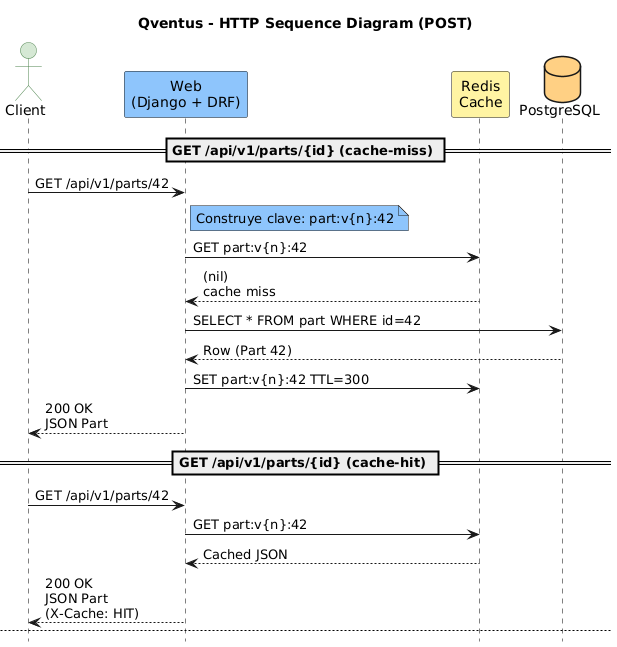 Qventus - HTTP Sequence Diagram (POST)
Client
Web
(Django + DRF)
Redis
Cache
PostgreSQL
GET /api/v1/parts/{id} (cache-miss)
GET /api/v1/parts/42
Construye clave: part:v{n}:42
GET part:v{n}:42
(nil)
cache miss
SELECT * FROM part WHERE id=42
Row (Part 42)
SET part:v{n}:42 TTL=300
200 OK
JSON Part
GET /api/v1/parts/{id} (cache-hit)
GET /api/v1/parts/42
GET part:v{n}:42
Cached JSON
200 OK
JSON Part
(X-Cache: HIT)